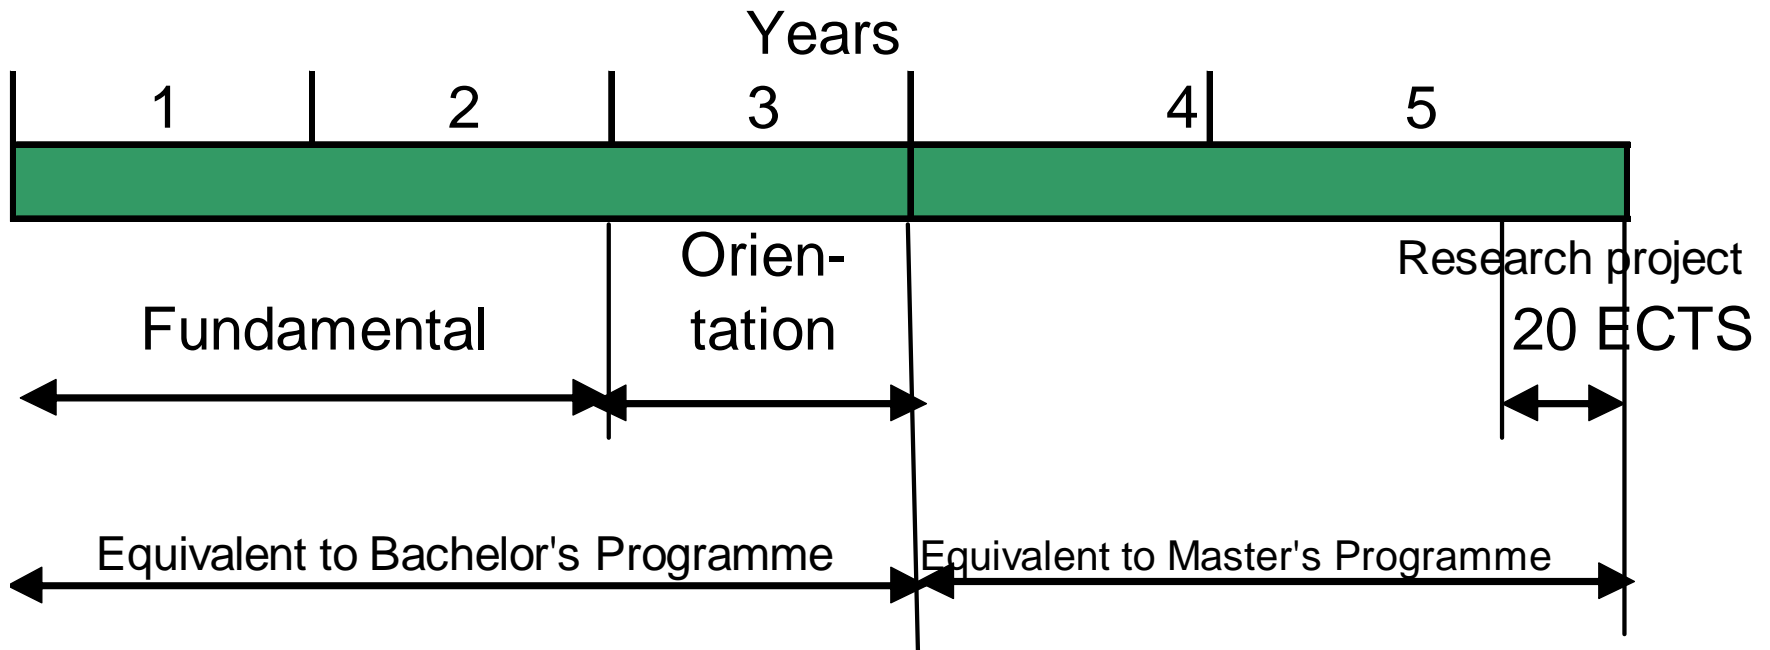 Years
1 2 3 4 5
Orien-
tation
Fundamental
Research project
20 ECTS
Equivalent to Bachelor's Programme
Equivalent to Master's Programme